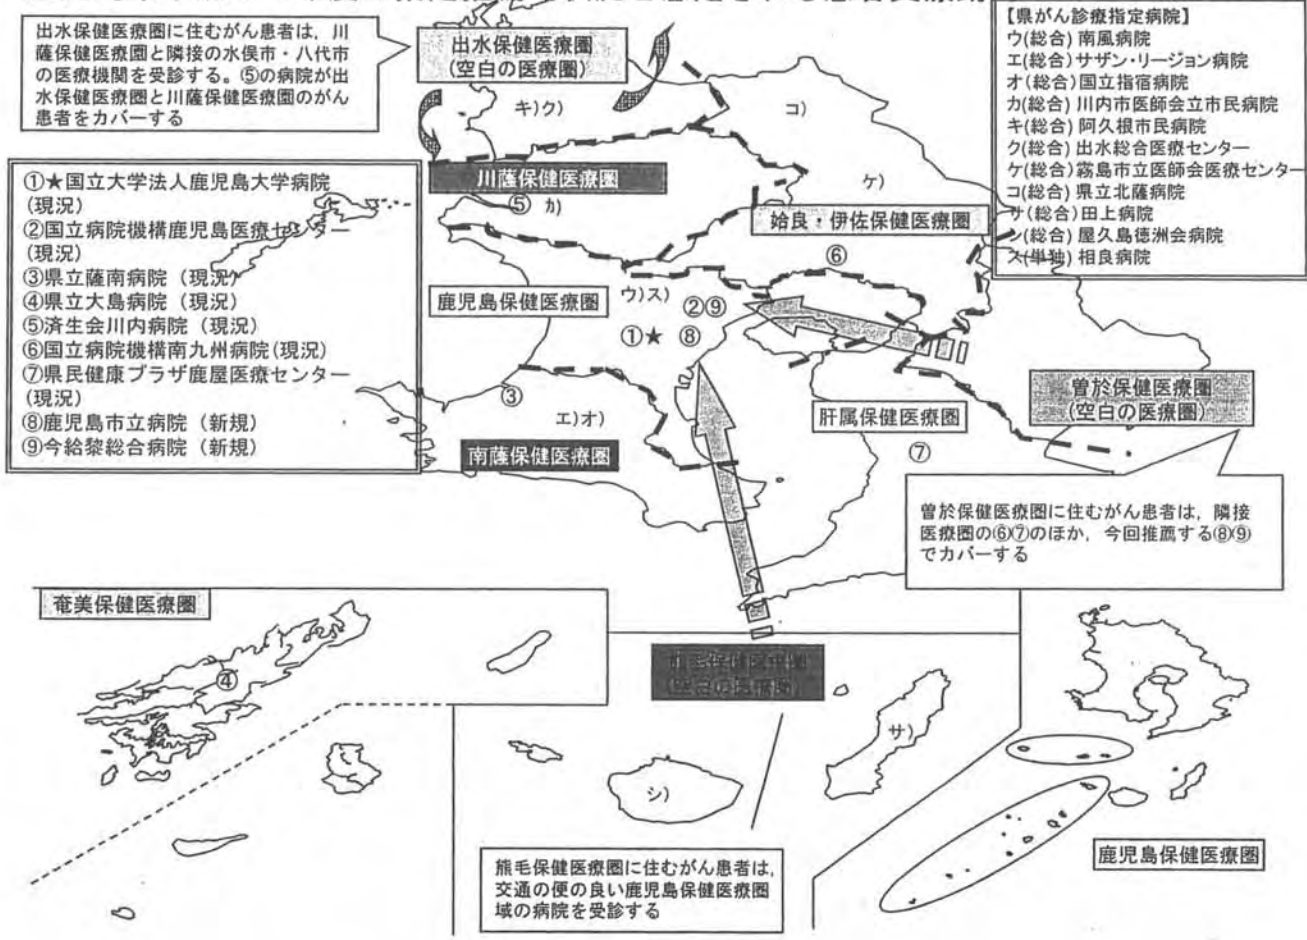 出水保健医療圏に住むがん患者は，川
薩保健医療圏と隣接の水俣市・八代市
の医療機関を受診する。⑤の病院が出
水保健医療圏と川薩保健医療圏のがん
患者をカバーする
出水保健医療圏
(空白の医療圏)
【県がん診療指定病院】
ウ(総合) 南風病院
エ(総合)サザン・リージョン病院
オ(総合)国立指宿病院
カ(総合) 川内市医師会立市民病院
キ(総合) 阿久根市民病院
ク(総合) 出水総合医療センター
ケ(総合)霧島市立医師会医療センター
コ(総合) 県立北薩病院
サ(総合)田上病院
シ(総合) 屋久島徳洲会病院
ス(単独) 相良病院
キ)ク)
コ)
ケ)
①★国立大学法人鹿児島大学病院
(現況)
②国立病院機構鹿児島医療センター
(現況)
③県立薩南病院（現況）
④県立大島病院（現況）
⑤済生会川内病院（現況）
⑥国立病院機構南九州病院(現況)
⑦県民健康プラザ鹿屋医療センター
(現況)
⑧鹿児島市立病院（新規）
⑨今給黎総合病院（新規）
川薩保健医療圏
⑤ カ)
姶良・伊佐保健医療圏
⑥
鹿児島保健医療圏
ウ)ス)
②⑨
①★ ⑧
③
エ)オ)
南薩保健医療圏
肝属保健医療圏
⑦
曽於保健医療圏
(空白の医療圏)
曽於保健医療圏に住むがん患者は，隣接
医療圏の⑥⑦のほか，今回推薦する⑧⑨
でカバーする
奄美保健医療圏
④
熊毛保健医療圏
(空白の医療圏)
サ)
シ)
熊毛保健医療圏に住むがん患者は，
交通の便の良い鹿児島保健医療圏
域の病院を受診する
鹿児島保健医療圏